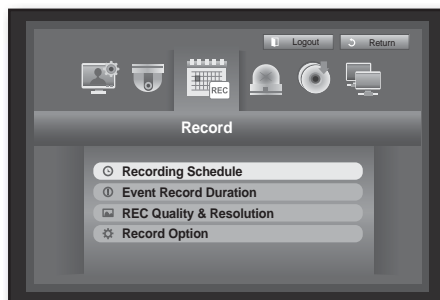 Logout
Return
REC
Record
Recording Schedule
Event Record Duration
REC Quality & Resolution
Record Option